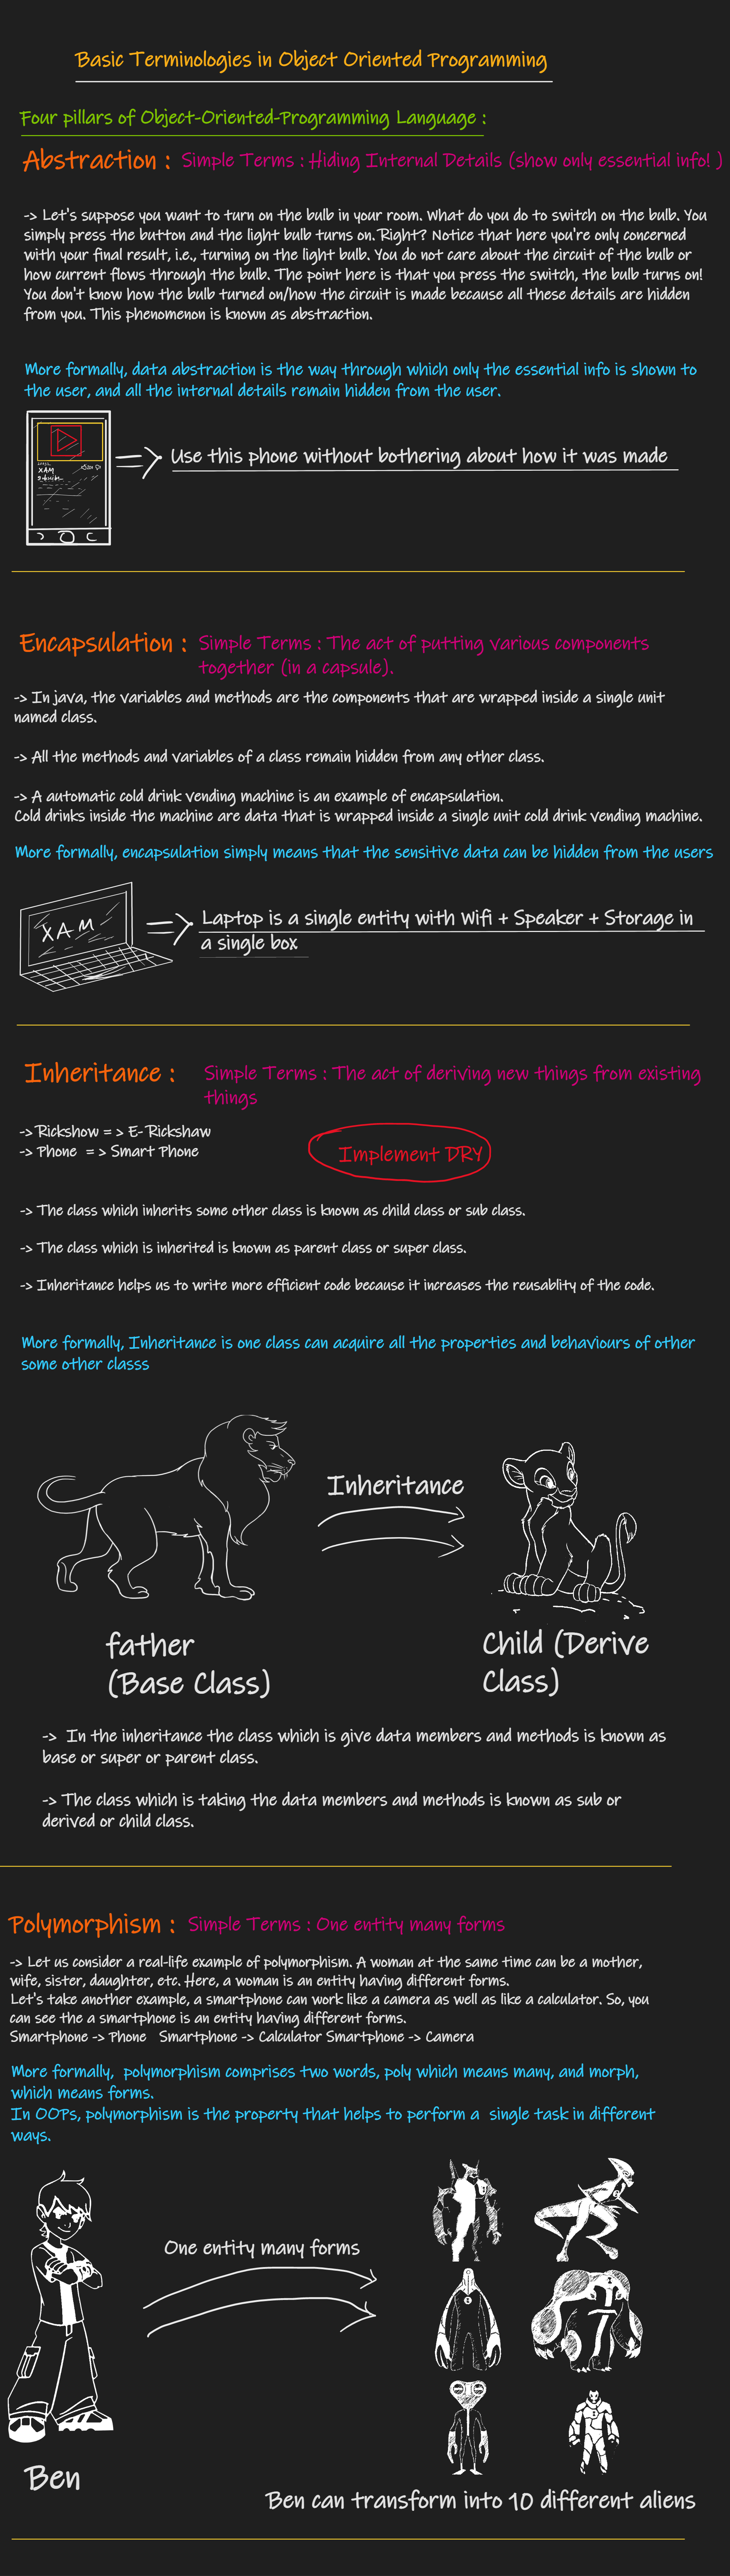 Basic Terminologies in Object Oriented Programming
Four pillars of Object-Oriented-Programming Language :
Abstraction : Simple Terms : Hiding Internal Details (show only essential info! )
-> Let's suppose you want to turn on the bulb in your room. What do you do to switch on the bulb. You
simply press the button and the light bulb turns on. Right? Notice that here you're only concerned
with your final result, i.e., turning on the light bulb. You do not care about the circuit of the bulb or
how current flows through the bulb. The point here is that you press the switch, the bulb turns on!
You don't know how the bulb turned on/how the circuit is made because all these details are hidden
from you. This phenomenon is known as abstraction.
More formally, data abstraction is the way through which only the essential info is shown to
the user, and all the internal details remain hidden from the user.
XAM
Use this phone without bothering about how it was made
Encapsulation : Simple Terms : The act of putting various components
together (in a capsule).
-> In java, the variables and methods are the components that are wrapped inside a single unit
named class.
-> All the methods and variables of a class remain hidden from any other class.
-> A automatic cold drink vending machine is an example of encapsulation.
Cold drinks inside the machine are data that is wrapped inside a single unit cold drink vending machine.
More formally, encapsulation simply means that the sensitive data can be hidden from the users
XAM
Laptop is a single entity with Wifi + Speaker + Storage in
a single box
Inheritance : Simple Terms : The act of deriving new things from existing
things
-> Rickshow = > E-Rickshaw
-> Phone = > Smart Phone
Implement DRY
-> The class which inherits some other class is known as child class or sub class.
-> The class which is inherited is known as parent class or super class.
-> Inheritance helps us to write more efficient code because it increases the reusablity of the code.
More formally, Inheritance is one class can acquire all the properties and behaviours of other
some other classs
Inheritance
father
(Base Class)
Child (Derive
Class)
-> In the inheritance the class which is give data members and methods is known as
base or super or parent class.
-> The class which is taking the data members and methods is known as sub or
derived or child class.
Polymorphism : Simple Terms : One entity many forms
-> Let us consider a real-life example of polymorphism. A woman at the same time can be a mother,
wife, sister, daughter, etc. Here, a woman is an entity having different forms.
Let's take another example, a smartphone can work like a camera as well as like a calculator. So, you
can see the a smartphone is an entity having different forms.
Smartphone -> Phone Smartphone -> Calculator Smartphone -> Camera
More formally, polymorphism comprises two words, poly which means many, and morph,
which means forms.
In OOPs, polymorphism is the property that helps to perform a single task in different
ways.
One entity many forms
Ben
Ben can transform into 10 different aliens